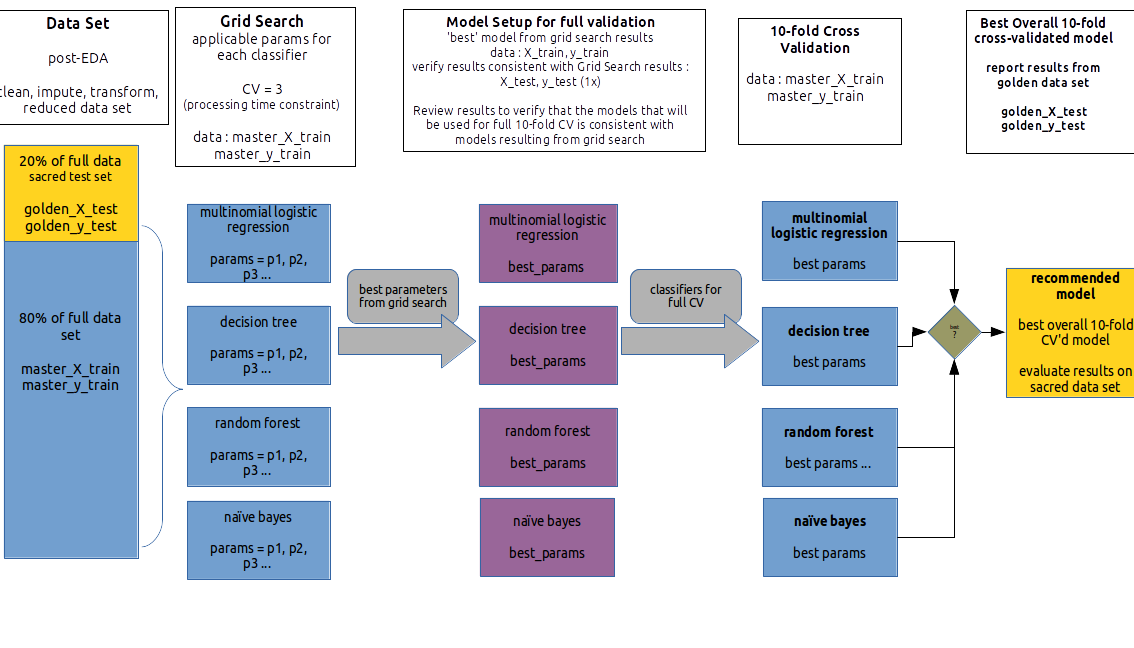 Data Set
post-EDA
clean, impute, transform,
reduced data set
Grid Search
applicable params for
each classifier
CV = 3
(processing time constraint)
data : master_X_train
master_y_train
Model Setup for full validation
'best' model from grid search results
data : X_train, y_train
verify results consistent with Grid Search results :
X_test, y_test (1x)
Review results to verify that the models that will
be used for full 10-fold CV is consistent with
models resulting from grid search
10-fold Cross
Validation
data : master_X_train
master_y_train
Best Overall 10-fold
cross-validated model
report results from
golden data set
golden_X_test
golden_y_test
20% of full data
sacred test set
golden_X_test
golden_y_test
80% of full data
set
master_X_train
master_y_train
multinomial logistic
regression
params = p1, p2,
p3 ...
decision tree
params = p1, p2,
p3 ...
random forest
params = p1, p2,
p3 ...
naïve bayes
params = p1, p2,
p3 ...
best parameters
from grid search
multinomial logistic
regression
best_params
decision tree
best_params
random forest
best_params
naïve bayes
best_params
classifiers for
full CV
multinomial
logistic regression
best params
decision tree
best params
random forest
best params ...
naïve bayes
best params
best
?
recommended
model
best overall 10-fold
CV'd model
evaluate results on
sacred data set